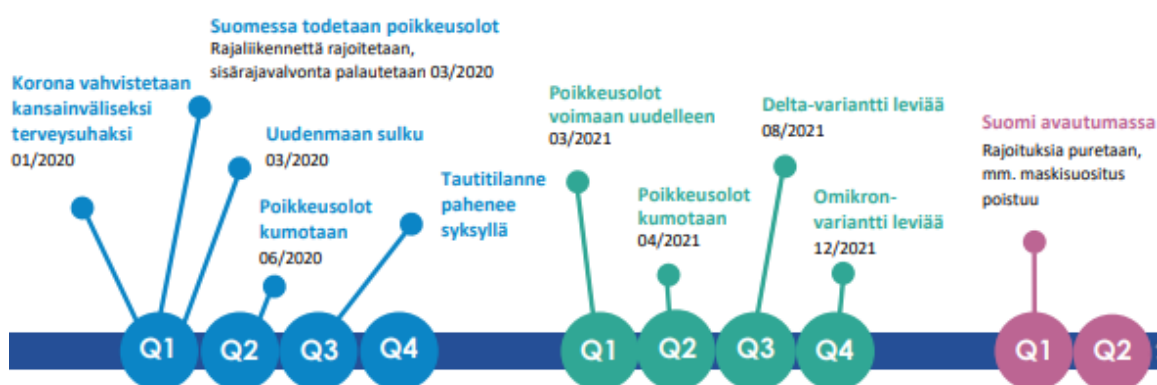 Korona vahvistetaan
kansainväliseksi
terveysuhaksi
01/2020
Suomessa todetaan poikkeusolot
Rajaliikennettä rajoitetaan,
sisärajavalvonta palautetaan 03/2020
Uudenmaan sulku
03/2020
Poikkeusolot
kumotaan
06/2020
Tautitilanne
pahenee
syksyllä
Poikkeusolot
voimaan uudelleen
03/2021
Poikkeusolot
kumotaan
04/2021
Delta-variantti leviää
08/2021
Omikron-
variantti leviää
12/2021
Suomi avautumassa
Rajoituksia puretaan,
mm. maskisuositus
poistuu
Q1 Q2 Q3 Q4 Q1 Q2 Q3 Q4 Q1 Q2